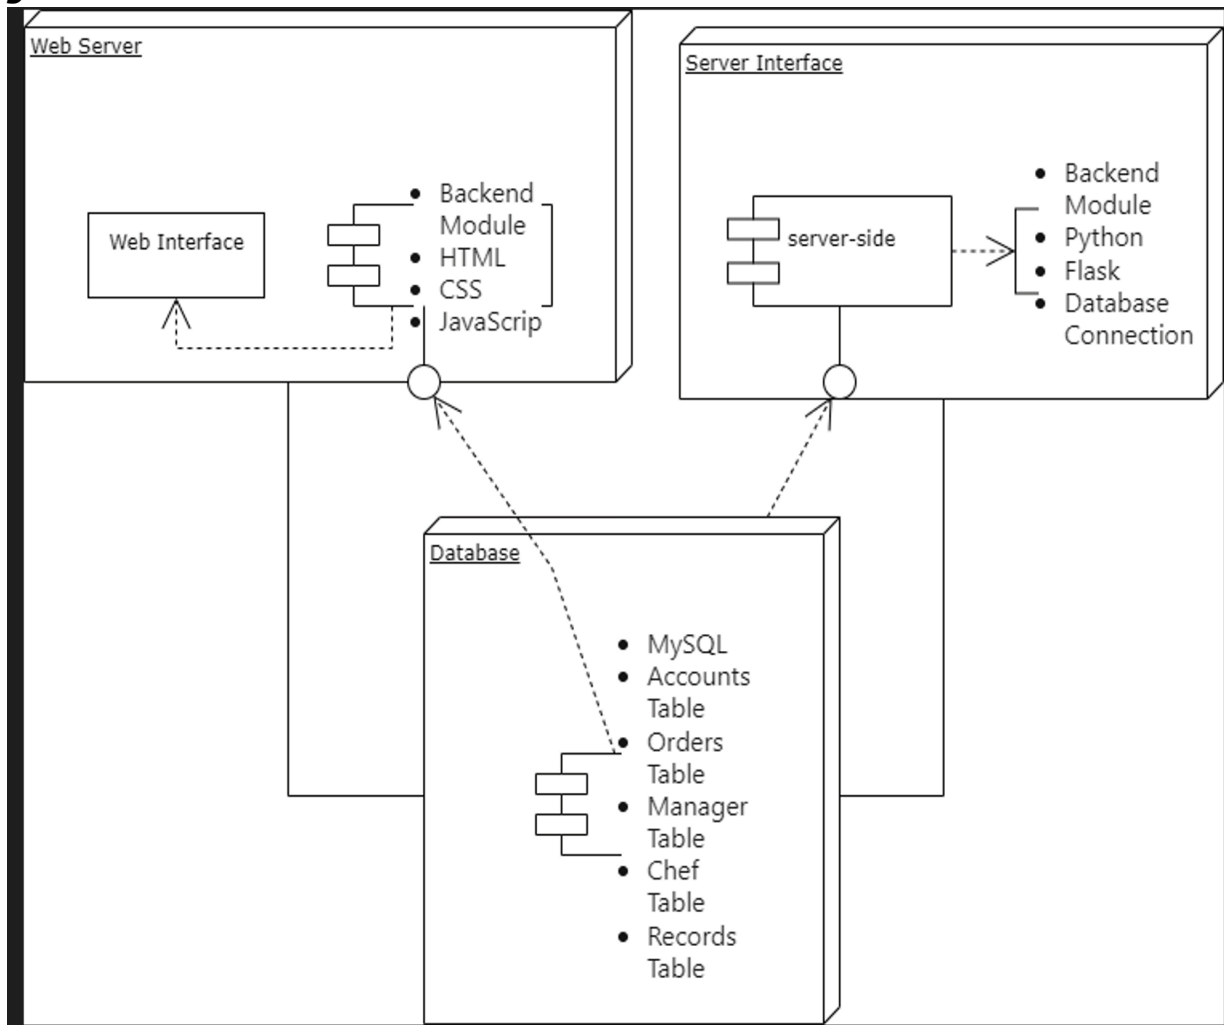 Web Server
Web Interface
Backend
Module
HTML
CSS
JavaScrip
Server Interface
server-side
Backend
Module
Python
Flask
Database
Connection
Database
MySQL
Accounts
Table
Orders
Table
Manager
Table
Chef
Table
Records
Table